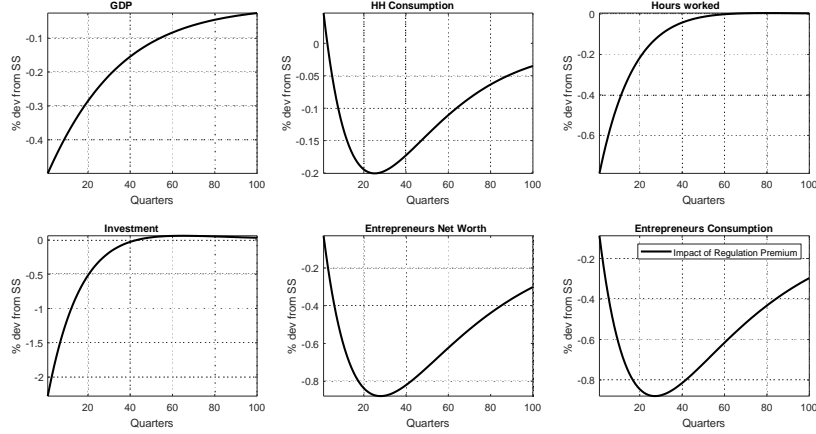 GDP
% dev from SS
-0.1
-0.2
-0.3
-0.4
20 40 60 80 100
Quarters
HH Consumption
% dev from SS
0
-0.05
-0.1
-0.15
-0.2
20 40 60 80 100
Quarters
Hours worked
% dev from SS
0
-0.2
-0.4
-0.6
20 40 60 80 100
Quarters
Investment
% dev from SS
0
-0.5
-1
-1.5
-2
20 40 60 80 100
Quarters
Entrepreneurs Net Worth
% dev from SS
-0.2
-0.4
-0.6
-0.8
20 40 60 80 100
Quarters
Entrepreneurs Consumption
Impact of Regulation Premium
% dev from SS
-0.2
-0.4
-0.6
-0.8
20 40 60 80 100
Quarters